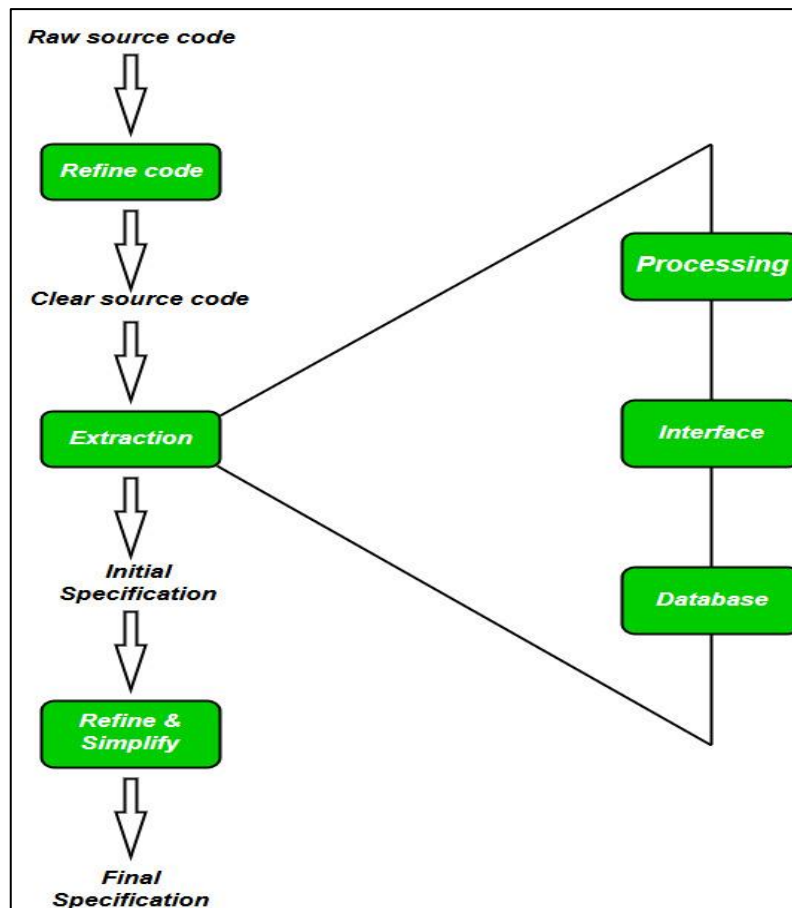 Raw source code
Refine code
Clear source code
Extraction
Initial
Specification
Refine &
Simplify
Final
Specification
Processing
Interface
Database